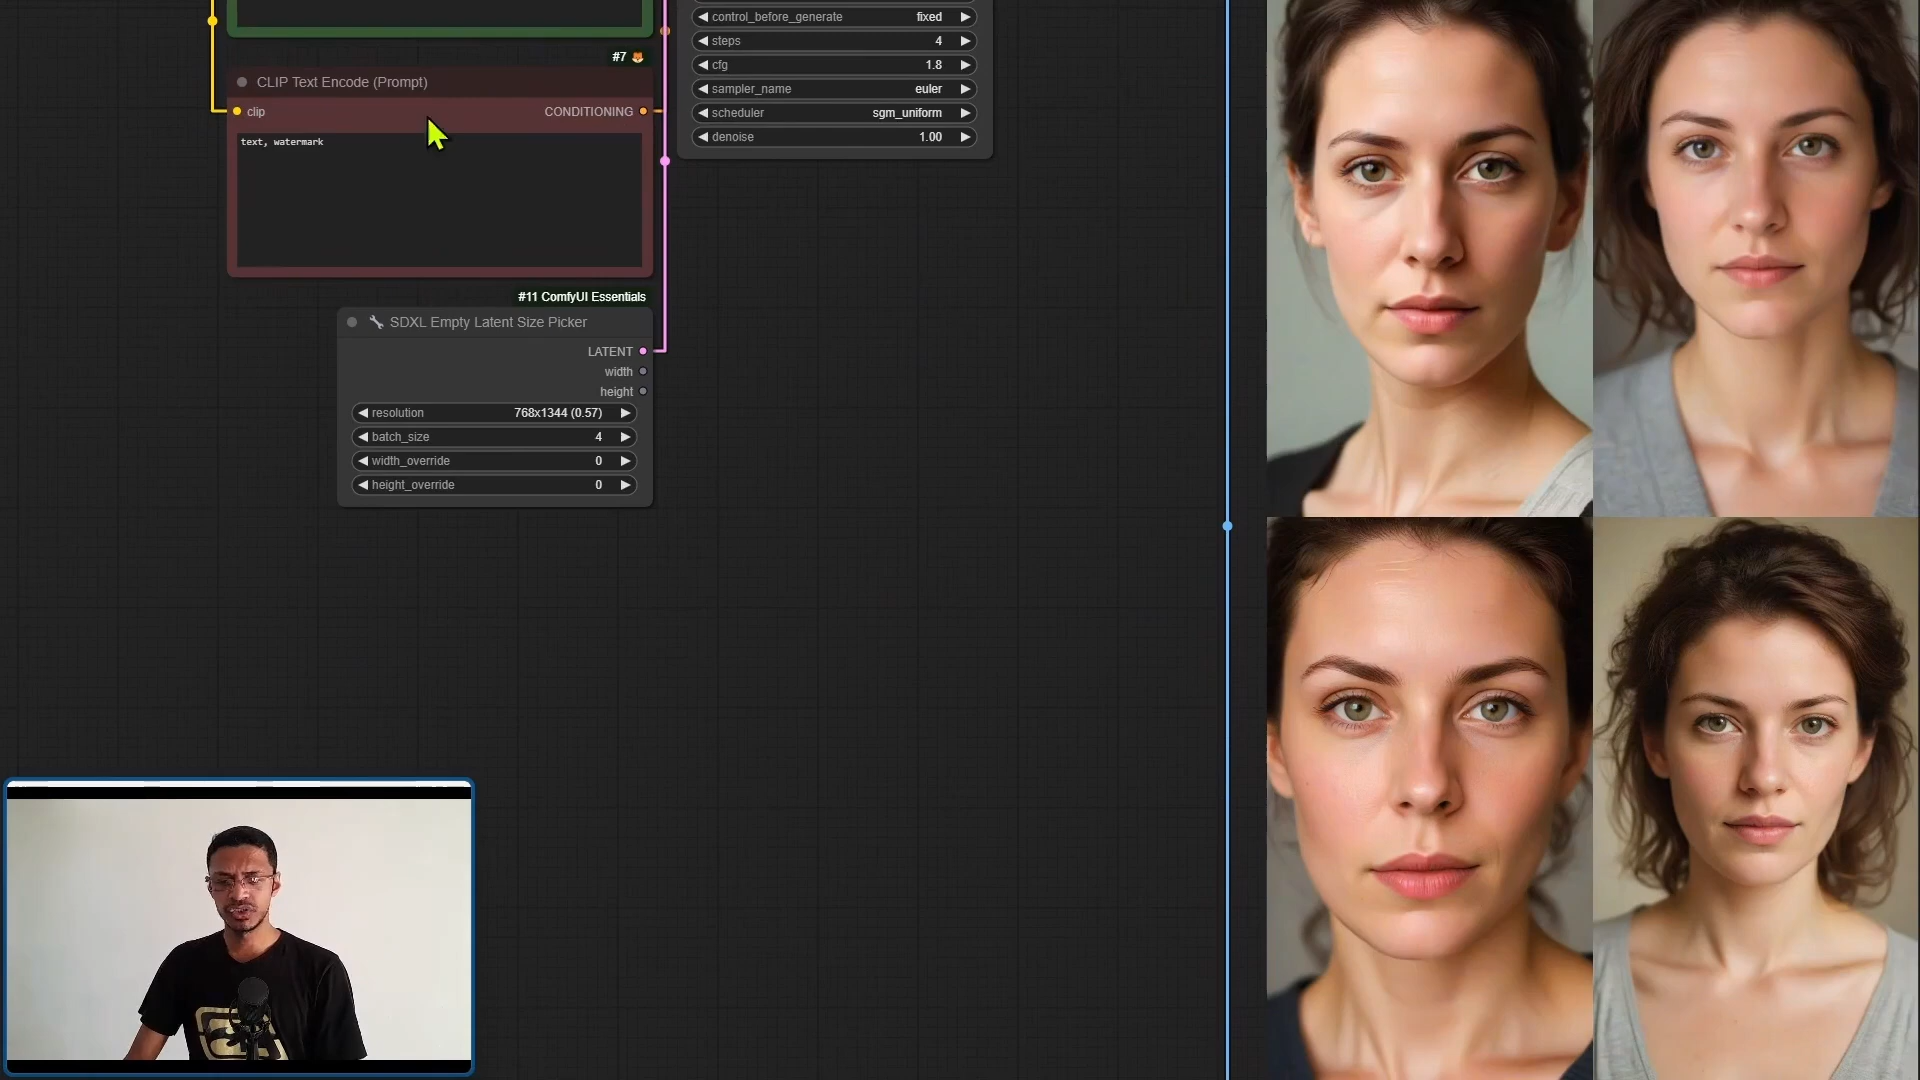 #7
CLIP Text Encode (Prompt)
clip
CONDITIONING
text, watermark
control_before_generate fixed
steps 4
cfg 1.8
sampler_name euler
scheduler sgm_uniform
denoise 1.00
#11 ComfyUI Essentials
SDXL Empty Latent Size Picker
LATENT
width
height
resolution 768x1344 (0.57)
batch_size 4
width_override 0
height_override 0